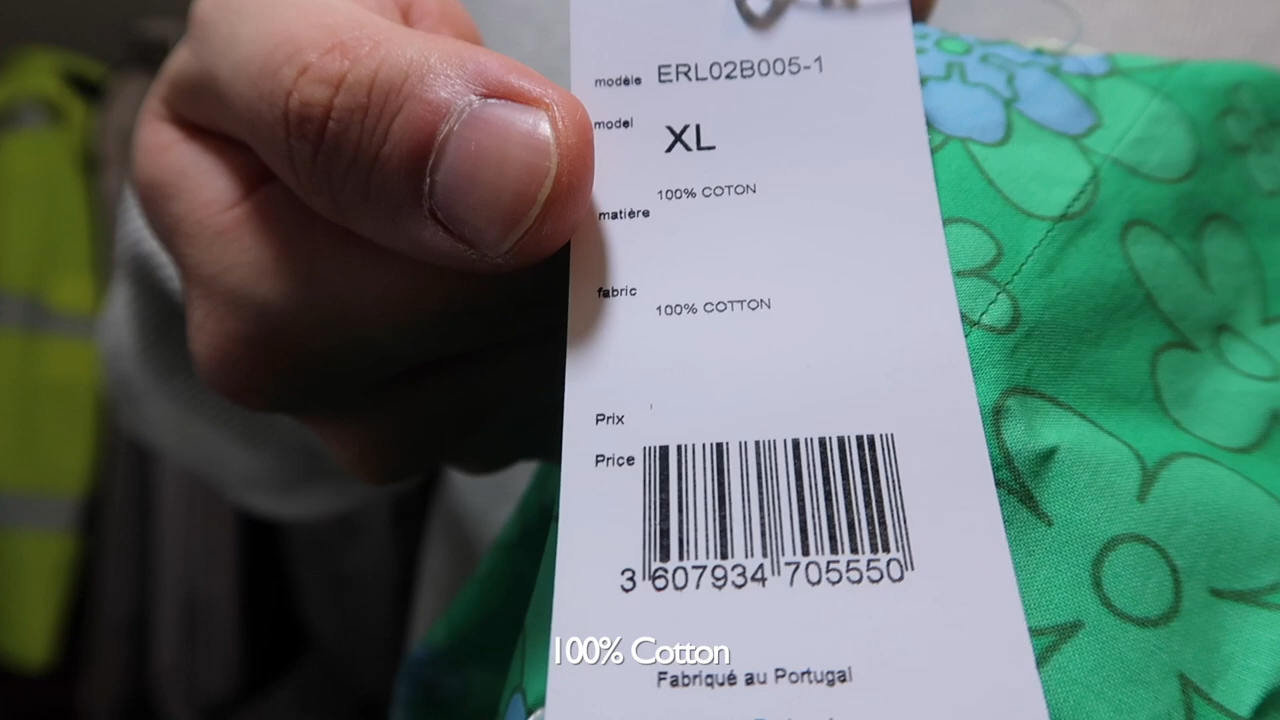 modèle ERL02B005-1
model XL
100% COTON
matière
fabric
100% COTTON
Prix
Price
3 607934 705550
100% Cotton
Fabriqué au Portugal